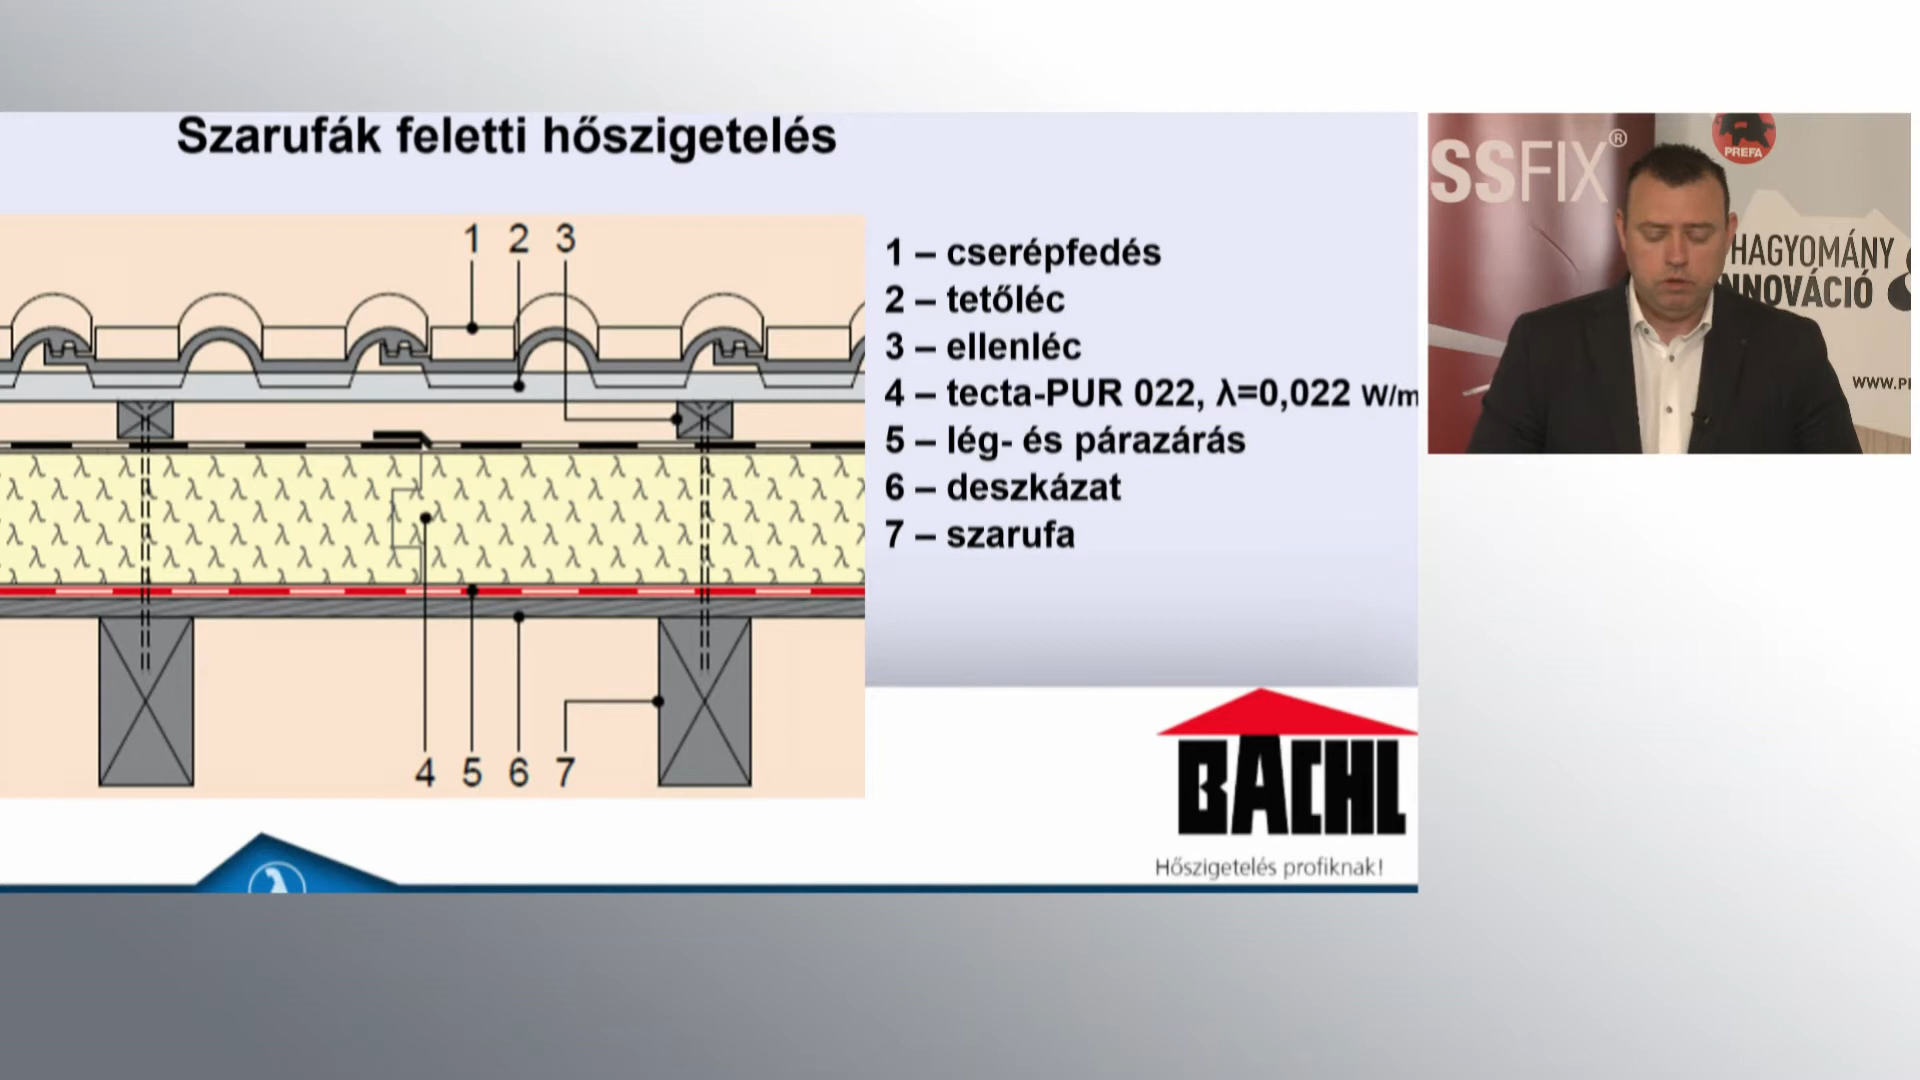 Szarufák feletti hőszigetelés
1 2 3
1 – cserépfedés
2 – tetőléc
3 – ellenléc
4 – tecta-PUR 022, λ=0,022 W/m
5 – lég- és párazárás
6 – deszkázat
7 – szarufa
4 5 6 7
BACHL
Hőszigetelés profiknak!
SSFIX®
PREFA
HAGYOMÁNY &
INNOVÁCIÓ
WWW.P